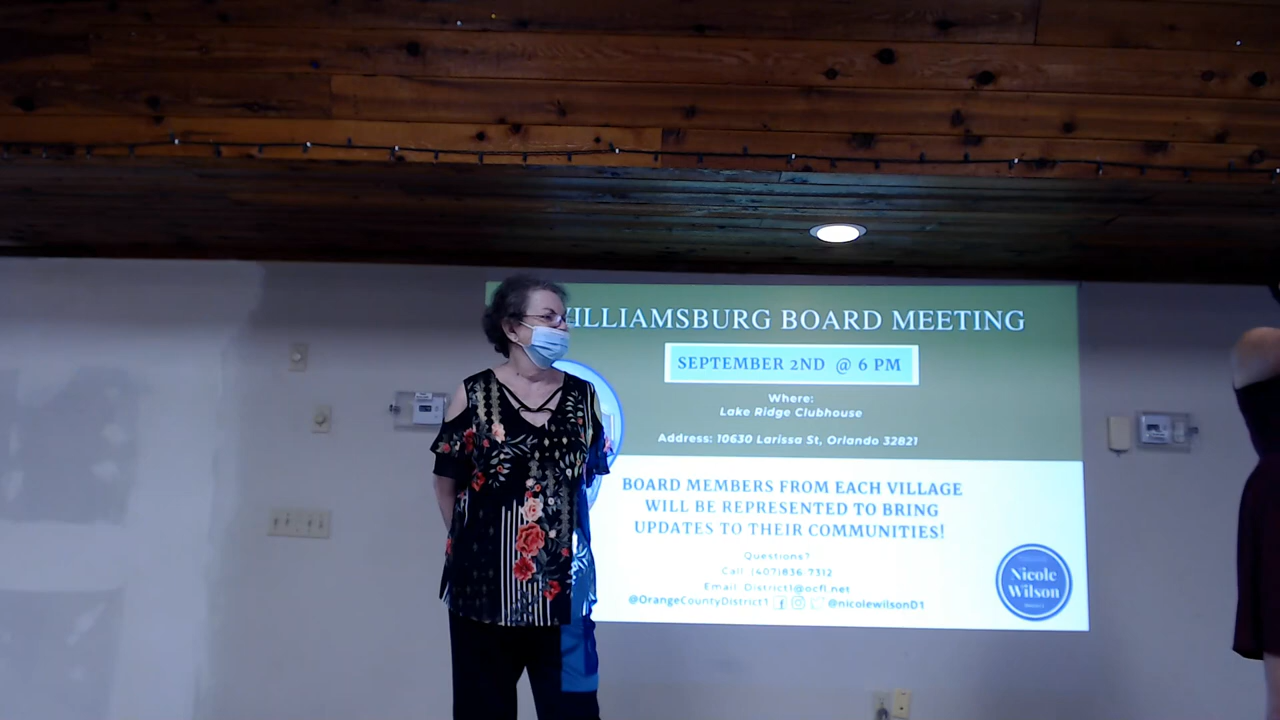 ILLIAMSBURG BOARD MEETING
SEPTEMBER 2ND @ 6 PM
Where:
Lake Ridge Clubhouse
Address: 10630 Larissa St, Orlando 32821
BOARD MEMBERS FROM EACH VILLAGE
WILL BE REPRESENTED TO BRING
UPDATES TO THEIR COMMUNITIES!
Questions?
Call: (407)836-7312
Email: District1@ocfl.net
@OrangeCountyDistrict1 @nicolewilsonD1
Nicole
Wilson